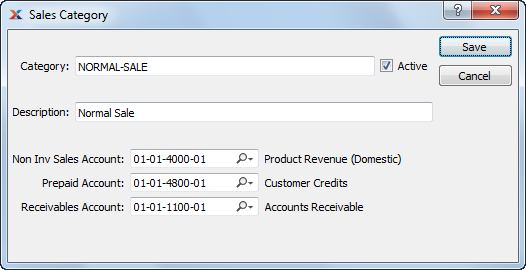 Sales Category
?
Save
Category: NORMAL-SALE Active
Cancel
Description: Normal Sale
Non Inv Sales Account: 01-01-4000-01 Product Revenue (Domestic)
Prepaid Account: 01-01-4800-01 Customer Credits
Receivables Account: 01-01-1100-01 Accounts Receivable